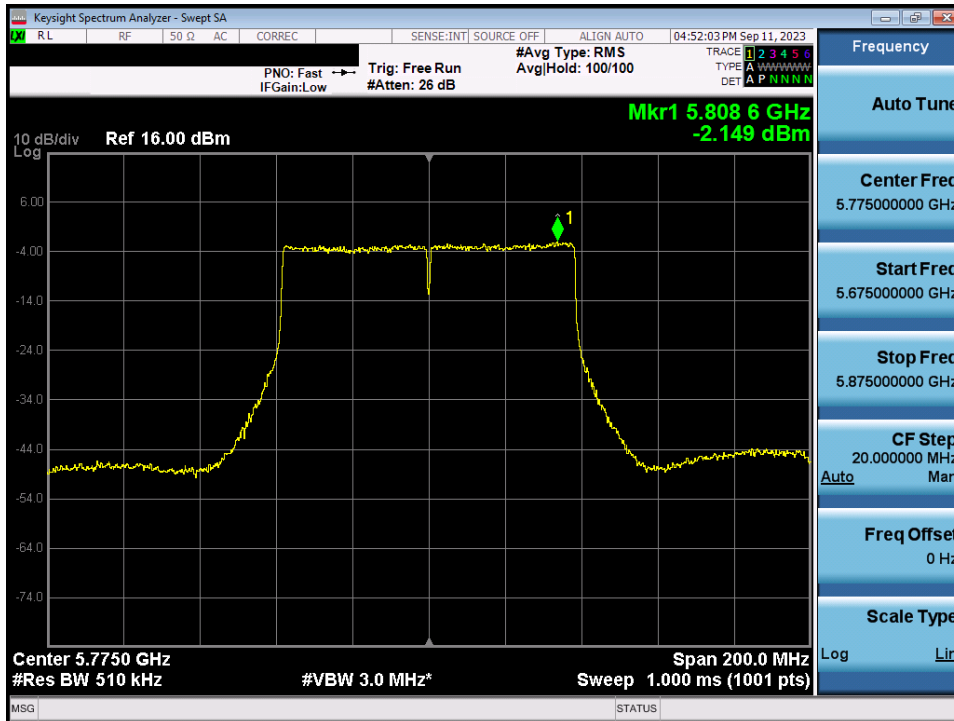 Keysight Spectrum Analyzer - Swept SA
LXI RL RF 50 Ω AC CORREC SENSE:INT SOURCE OFF ALIGN AUTO 04:52:03 PM Sep 11, 2023
PNO: Fast
IFGain:Low
Trig: Free Run
#Atten: 26 dB
#Avg Type: RMS
Avg|Hold: 100/100
TRACE 1 2 3 4 5 6
TYPE A WWWWW
DET A P N N N N
Mkr1 5.808 6 GHz
-2.149 dBm
10 dB/div Ref 16.00 dBm
Log
1
6.00
-4.00
-14.0
-24.0
-34.0
-44.0
-54.0
-64.0
-74.0
Center 5.7750 GHz Span 200.0 MHz
#Res BW 510 kHz #VBW 3.0 MHz* Sweep 1.000 ms (1001 pts)
MSG STATUS
Frequency
Auto Tune
Center Freq
5.775000000 GHz
Start Freq
5.675000000 GHz
Stop Freq
5.875000000 GHz
CF Step
20.000000 MHz
Auto Man
Freq Offset
0 Hz
Scale Type
Log Lin